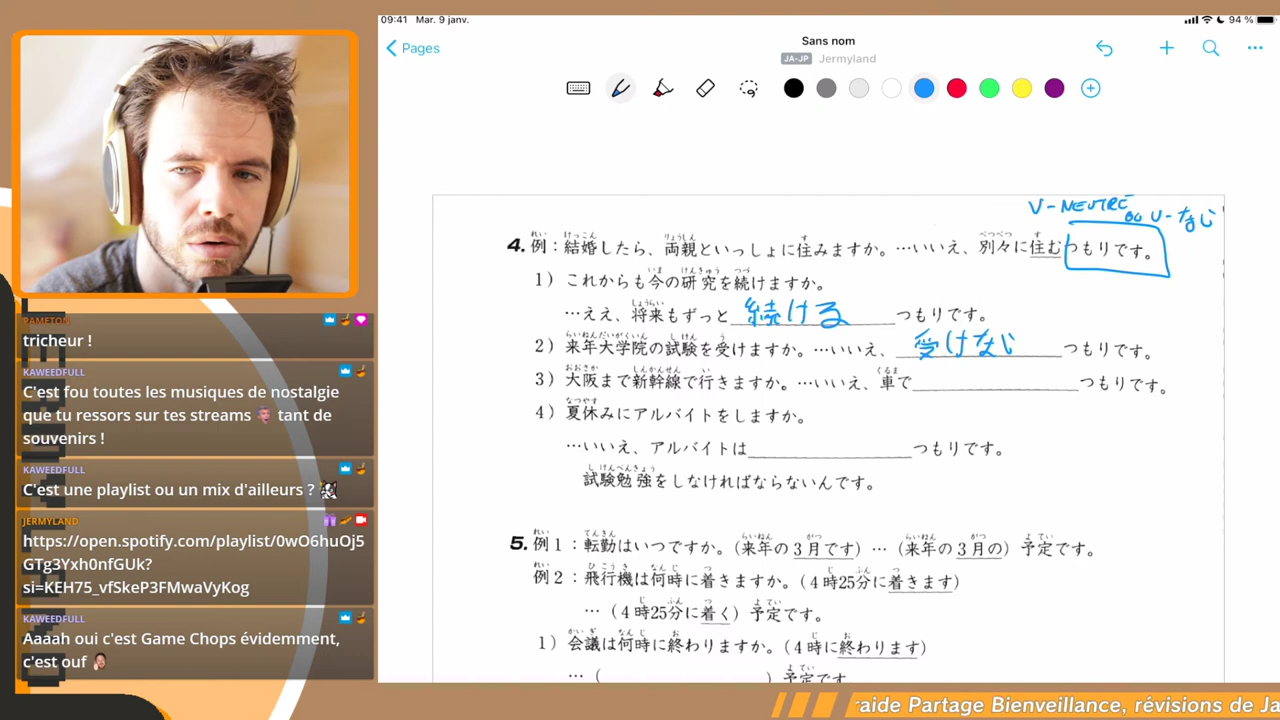 09:41 Mar. 9 janv.
94 %
Pages
Sans nom
JA-JP Jermyland
V-NEUTRE
ou V-ない
4. 例：結婚したら、両親といっしょに住みますか。…いいえ、別々に住むつもりです。
1) これからも今の研究を続けますか。
…ええ、将来もずっと 続ける つもりです。
2) 来年大学院の試験を受けますか。…いいえ、 受けない つもりです。
3) 大阪まで新幹線で行きますか。…いいえ、車で つもりです。
4) 夏休みにアルバイトをしますか。
…いいえ、アルバイトは つもりです。
試験勉強をしなければならないんです。
5. 例1：転勤はいつですか。(来年の3月です) … (来年の3月の) 予定です。
例2：飛行機は何時に着きますか。(4時25分に着きます)
… (4時25分に着く) 予定です。
1) 会議は何時に終わりますか。(4時に終わります)
… ( ) 予定です
PAMETON
tricheur !
KAWEEDFULL
C'est fou toutes les musiques de nostalgie
que tu ressors sur tes streams tant de
souvenirs !
KAWEEDFULL
C'est une playlist ou un mix d'ailleurs ?
JERMYLAND
https://open.spotify.com/playlist/0wO6huOj5
GTg3Yxh0nfGUk?
si=KEH75_vfSkeP3FMwaVyKog
KAWEEDFULL
Aaaah oui c'est Game Chops évidemment,
c'est ouf
raide Partage Bienveillance, révisions de Ja